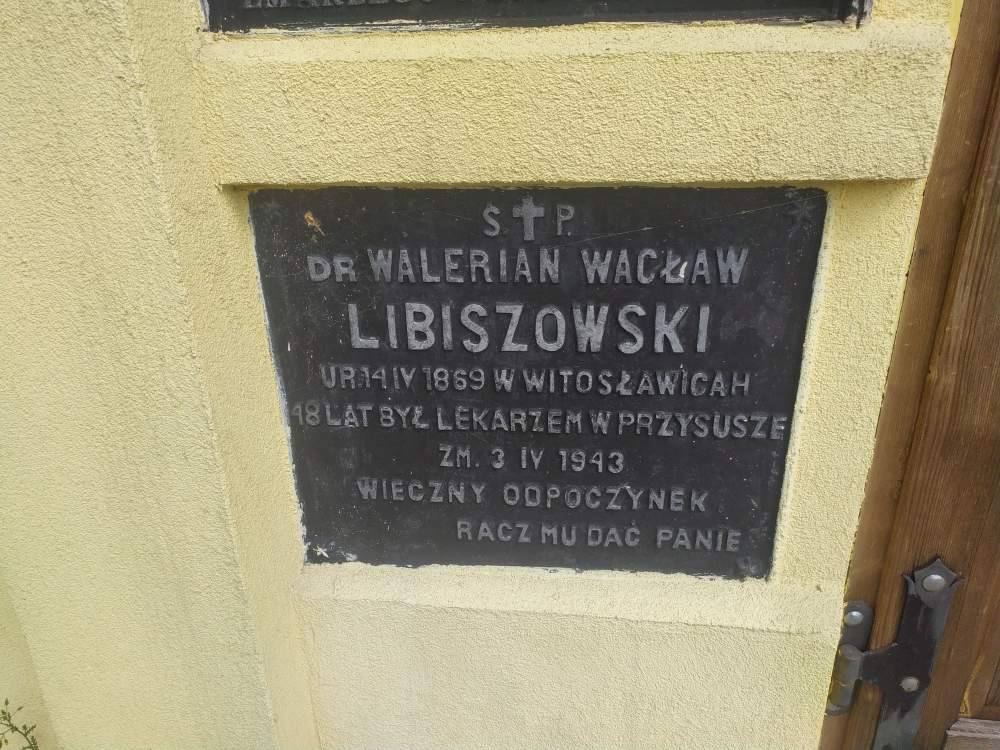 S✝P.
DR WALERIAN WACŁAW
LIBISZOWSKI
UR.14 IV 1869 W WITOSŁAWICAH
48 LAT BYŁ LEKARZEM W PRZYSUSZE
ZM. 3 IV 1943
WIECZNY ODPOCZYNEK
RACZ MU DAĆ PANIE